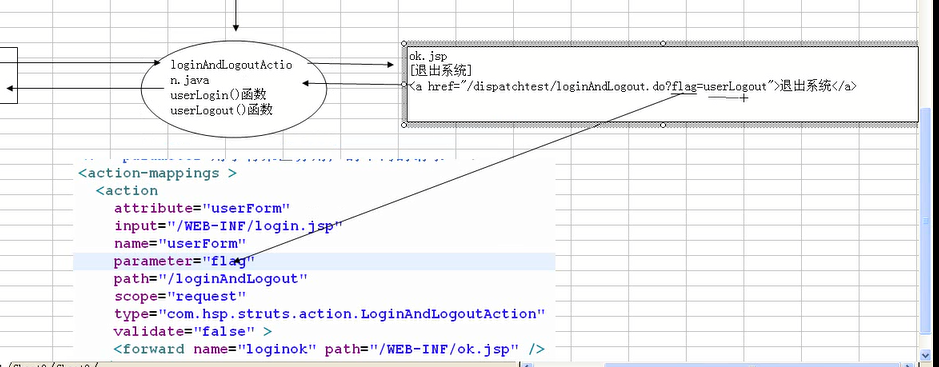 loginAndLogoutActio
n.java
userLogin()函数
userLogout()函数
ok.jsp
[退出系统]
<a href="/dispatchtest/loginAndLogout.do?flag=userLogout">退出系统</a>
<action-mappings >
<action
attribute="userForm"
input="/WEB-INF/login.jsp"
name="userForm"
parameter="flag"
path="/loginAndLogout"
scope="request"
type="com.hsp.struts.action.LoginAndLogoutAction"
validate="false" >
<forward name="loginok" path="/WEB-INF/ok.jsp" />